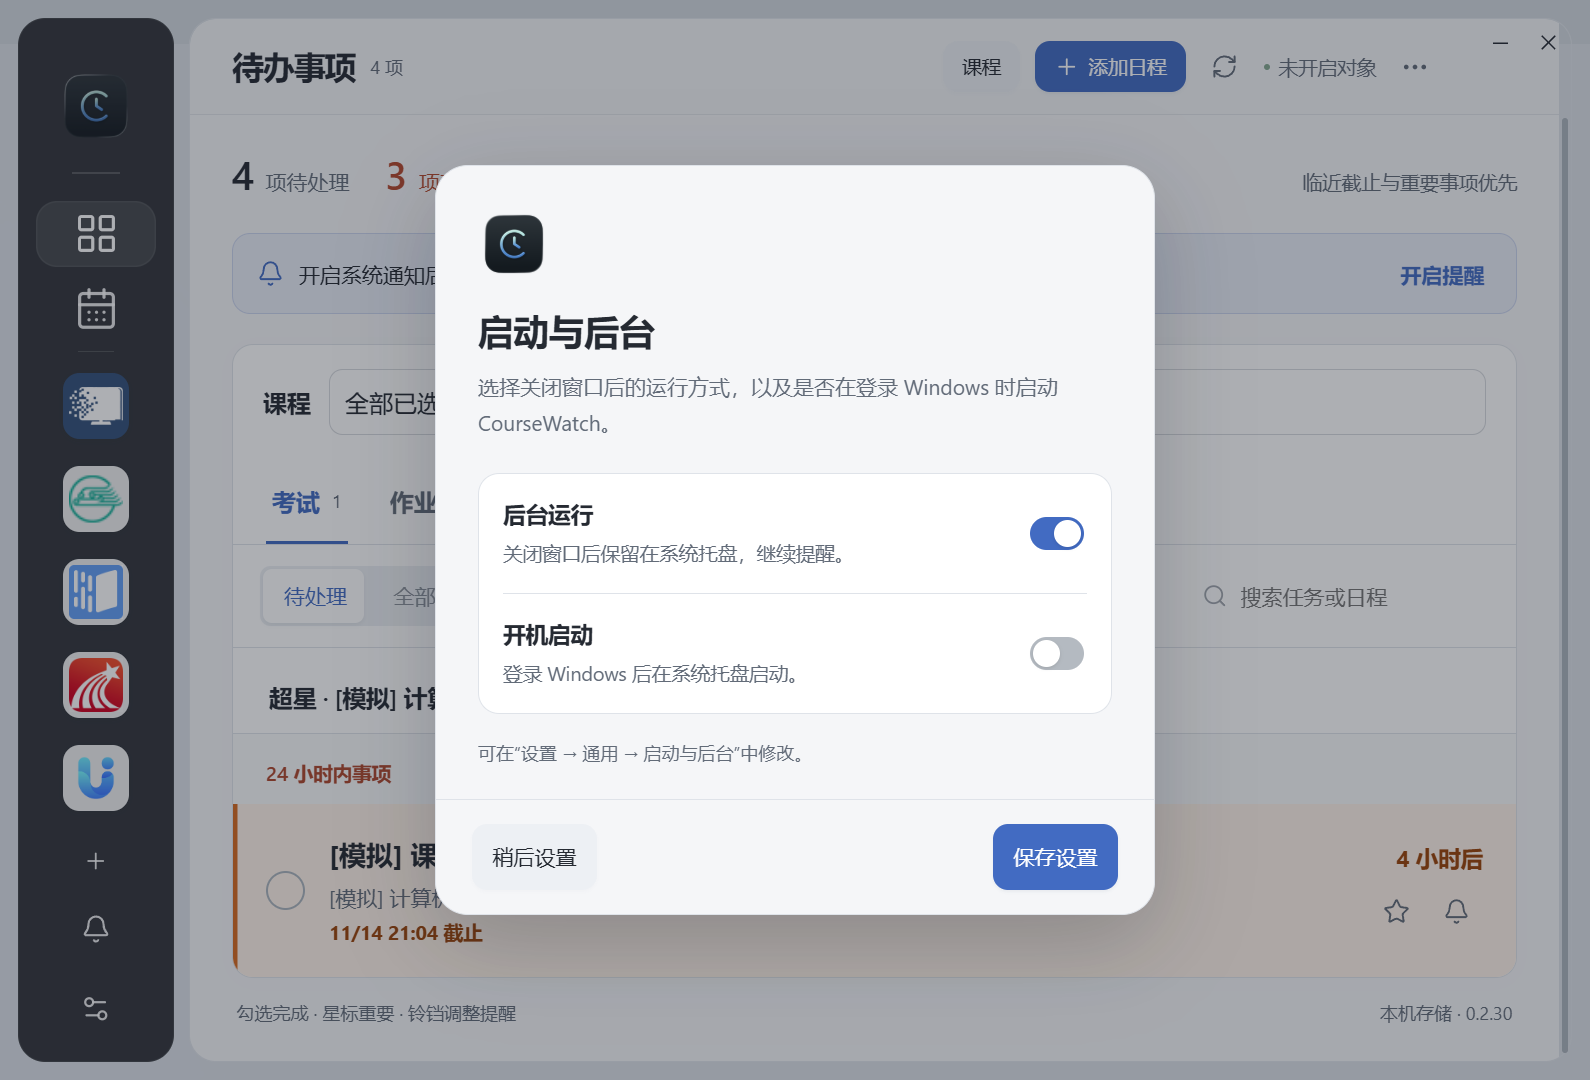 待办事项 4 项
课程
添加日程
未开启对象
4 项待处理 3 项
临近截止与重要事项优先
开启系统通知后
开启提醒
课程 全部已选
考试 1 作业
待处理 全部
搜索任务或日程
超星 · [模拟] 计算
24 小时内事项
[模拟] 课
[模拟] 计算机
11/14 21:04 截止
4 小时后
勾选完成 · 星标重要 · 铃铛调整提醒
本机存储 · 0.2.30
启动与后台
选择关闭窗口后的运行方式，以及是否在登录 Windows 时启动
CourseWatch。
后台运行
关闭窗口后保留在系统托盘，继续提醒。
开机启动
登录 Windows 后在系统托盘启动。
可在“设置 → 通用 → 启动与后台”中修改。
稍后设置
保存设置